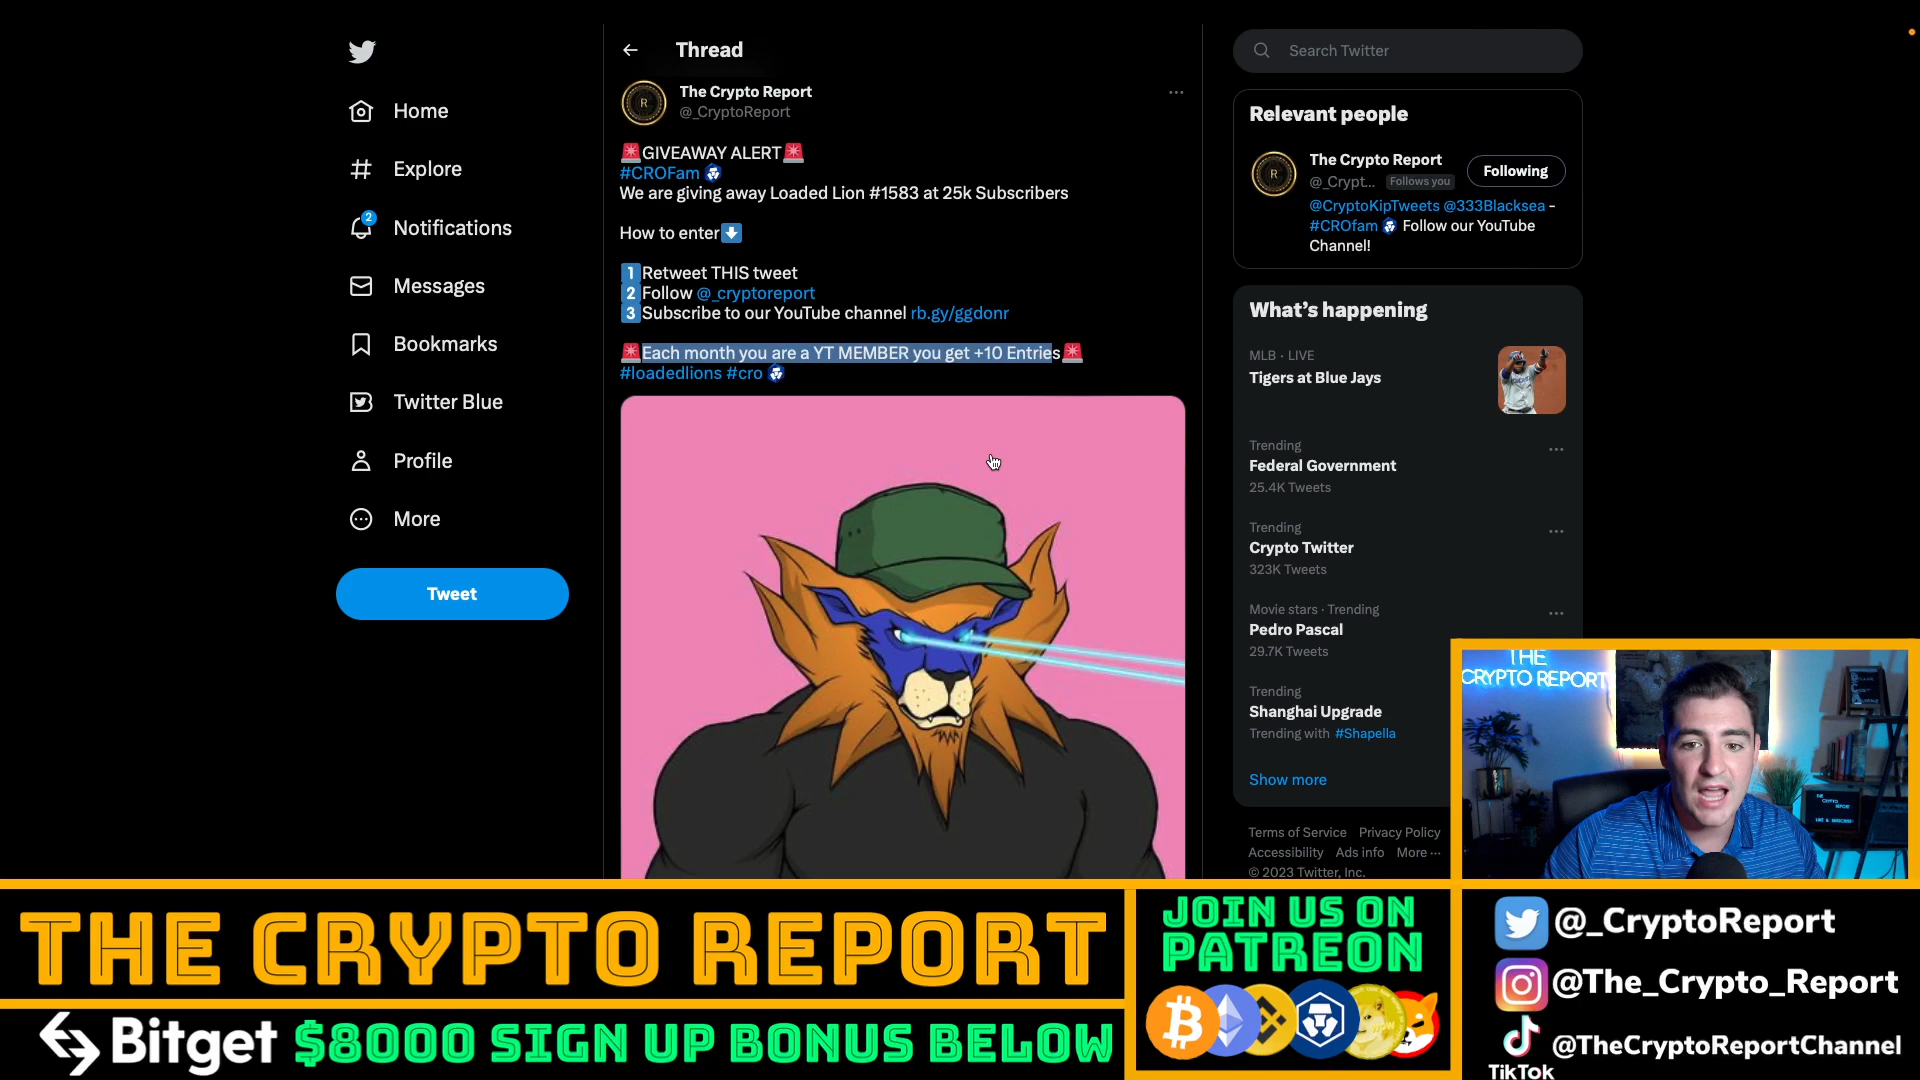 Home
Explore
2
Notifications
Messages
Bookmarks
Twitter Blue
Profile
More
Tweet
Thread
The Crypto Report
@_CryptoReport
🚨GIVEAWAY ALERT🚨
#CROFam
We are giving away Loaded Lion #1583 at 25k Subscribers
How to enter⬇️
1️⃣Retweet THIS tweet
2️⃣Follow @_cryptoreport
3️⃣Subscribe to our YouTube channel rb.gy/ggdonr
🚨Each month you are a YT MEMBER you get +10 Entries🚨
#loadedlions #cro
Search Twitter
Relevant people
The Crypto Report
@_Crypt... Follows you
Following
@CryptoKipTweets @333Blacksea -
#CROfam Follow our YouTube
Channel!
What's happening
MLB · LIVE
Tigers at Blue Jays
Trending
Federal Government
25.4K Tweets
Trending
Crypto Twitter
323K Tweets
Movie stars · Trending
Pedro Pascal
29.7K Tweets
Trending
Shanghai Upgrade
Trending with #Shapella
Show more
Terms of Service Privacy Policy
Accessibility Ads info More ···
© 2023 Twitter, Inc.
THE
CRYPTO REPORT
THE CRYPTO REPORT
Bitget $8000 SIGN UP BONUS BELOW
JOIN US ON
PATREON
@_CryptoReport
@The_Crypto_Report
@TheCryptoReportChannel
TikTok